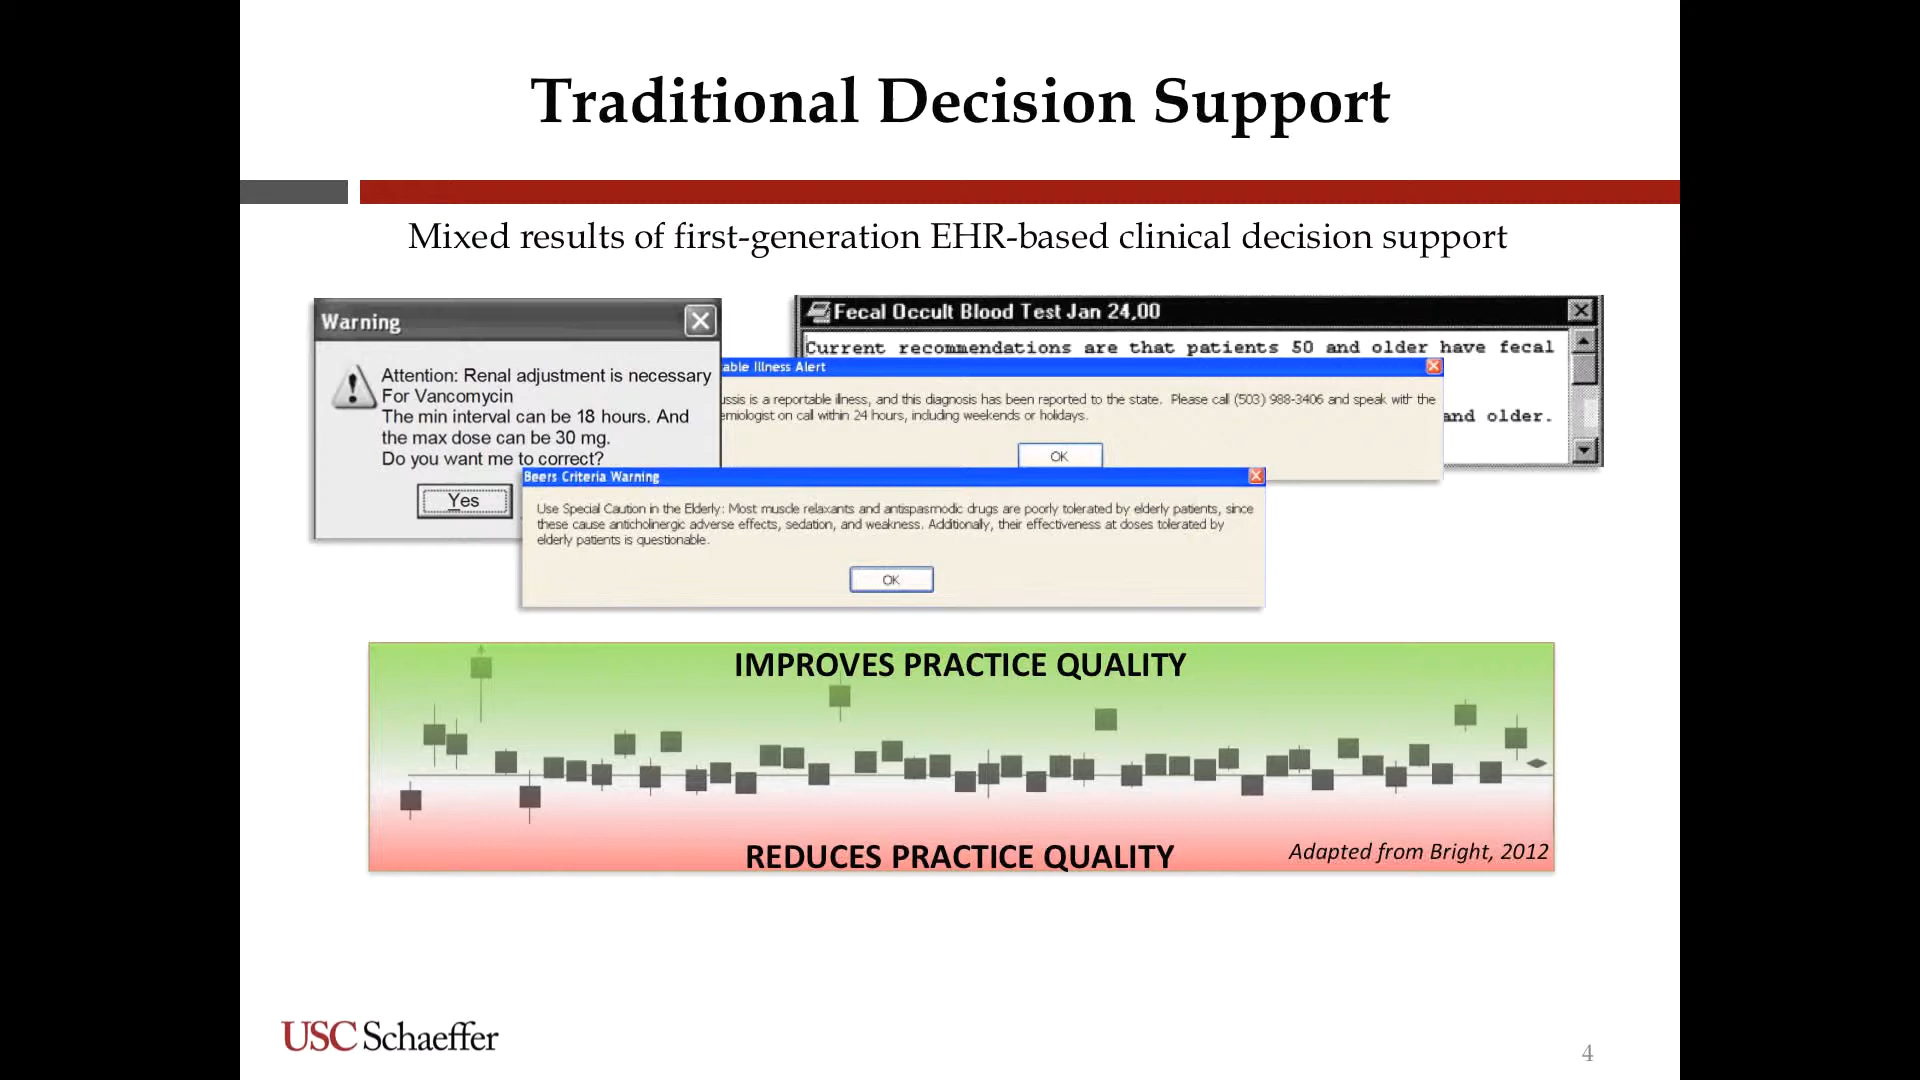 Traditional Decision Support
Mixed results of first-generation EHR-based clinical decision support
Warning
Attention: Renal adjustment is necessary
For Vancomycin
The min interval can be 18 hours. And
the max dose can be 30 mg.
Do you want me to correct?
Yes
Fecal Occult Blood Test Jan 24,00
Current recommendations are that patients 50 and older have fecal
and older.
able Illness Alert
ussis is a reportable illness, and this diagnosis has been reported to the state. Please call (503) 988-3406 and speak with the
emiologist on call within 24 hours, including weekends or holidays.
OK
Beers Criteria Warning
Use Special Caution in the Elderly: Most muscle relaxants and antispasmodic drugs are poorly tolerated by elderly patients, since
these cause anticholinergic adverse effects, sedation, and weakness. Additionally, their effectiveness at doses tolerated by
elderly patients is questionable.
OK
IMPROVES PRACTICE QUALITY
REDUCES PRACTICE QUALITY
Adapted from Bright, 2012
USC Schaeffer
4